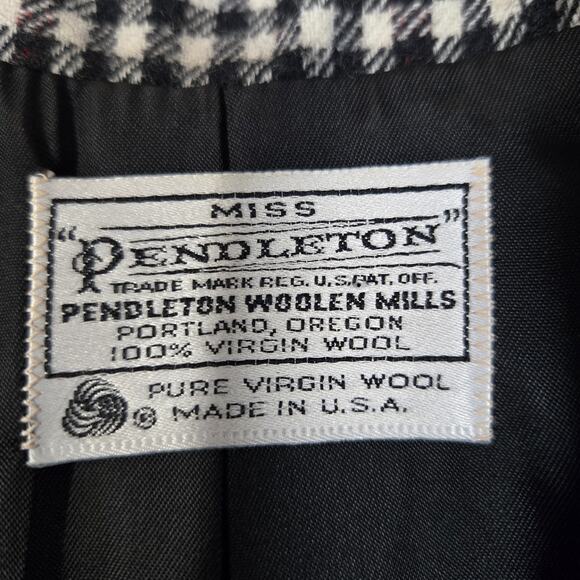 MISS
"PENDLETON"
TRADE MARK REG. U.S. PAT. OFF.
PENDLETON WOOLEN MILLS
PORTLAND, OREGON
100% VIRGIN WOOL
® PURE VIRGIN WOOL
MADE IN U.S.A.